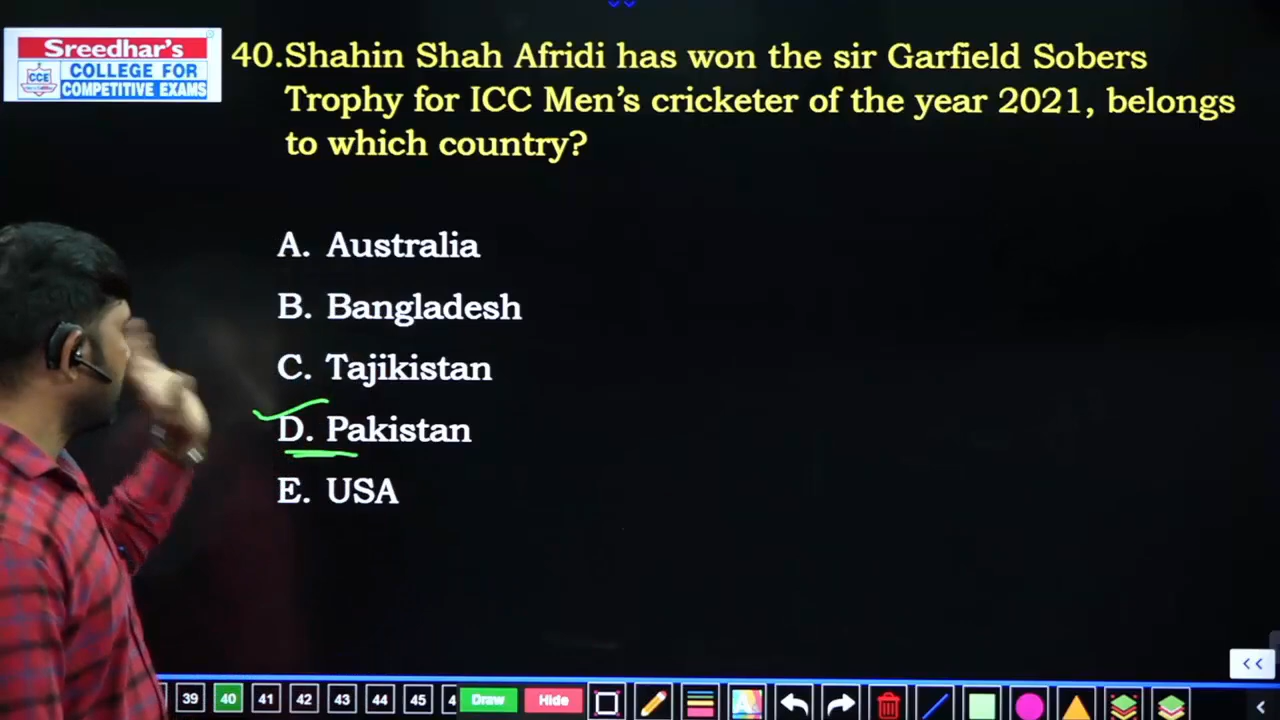 Sreedhar's
CCE
COLLEGE FOR
COMPETITIVE EXAMS
40.Shahin Shah Afridi has won the sir Garfield Sobers
Trophy for ICC Men's cricketer of the year 2021, belongs
to which country?
A. Australia
B. Bangladesh
C. Tajikistan
D. Pakistan
E. USA
39 40 41 42 43 44 45 4 Draw Hide